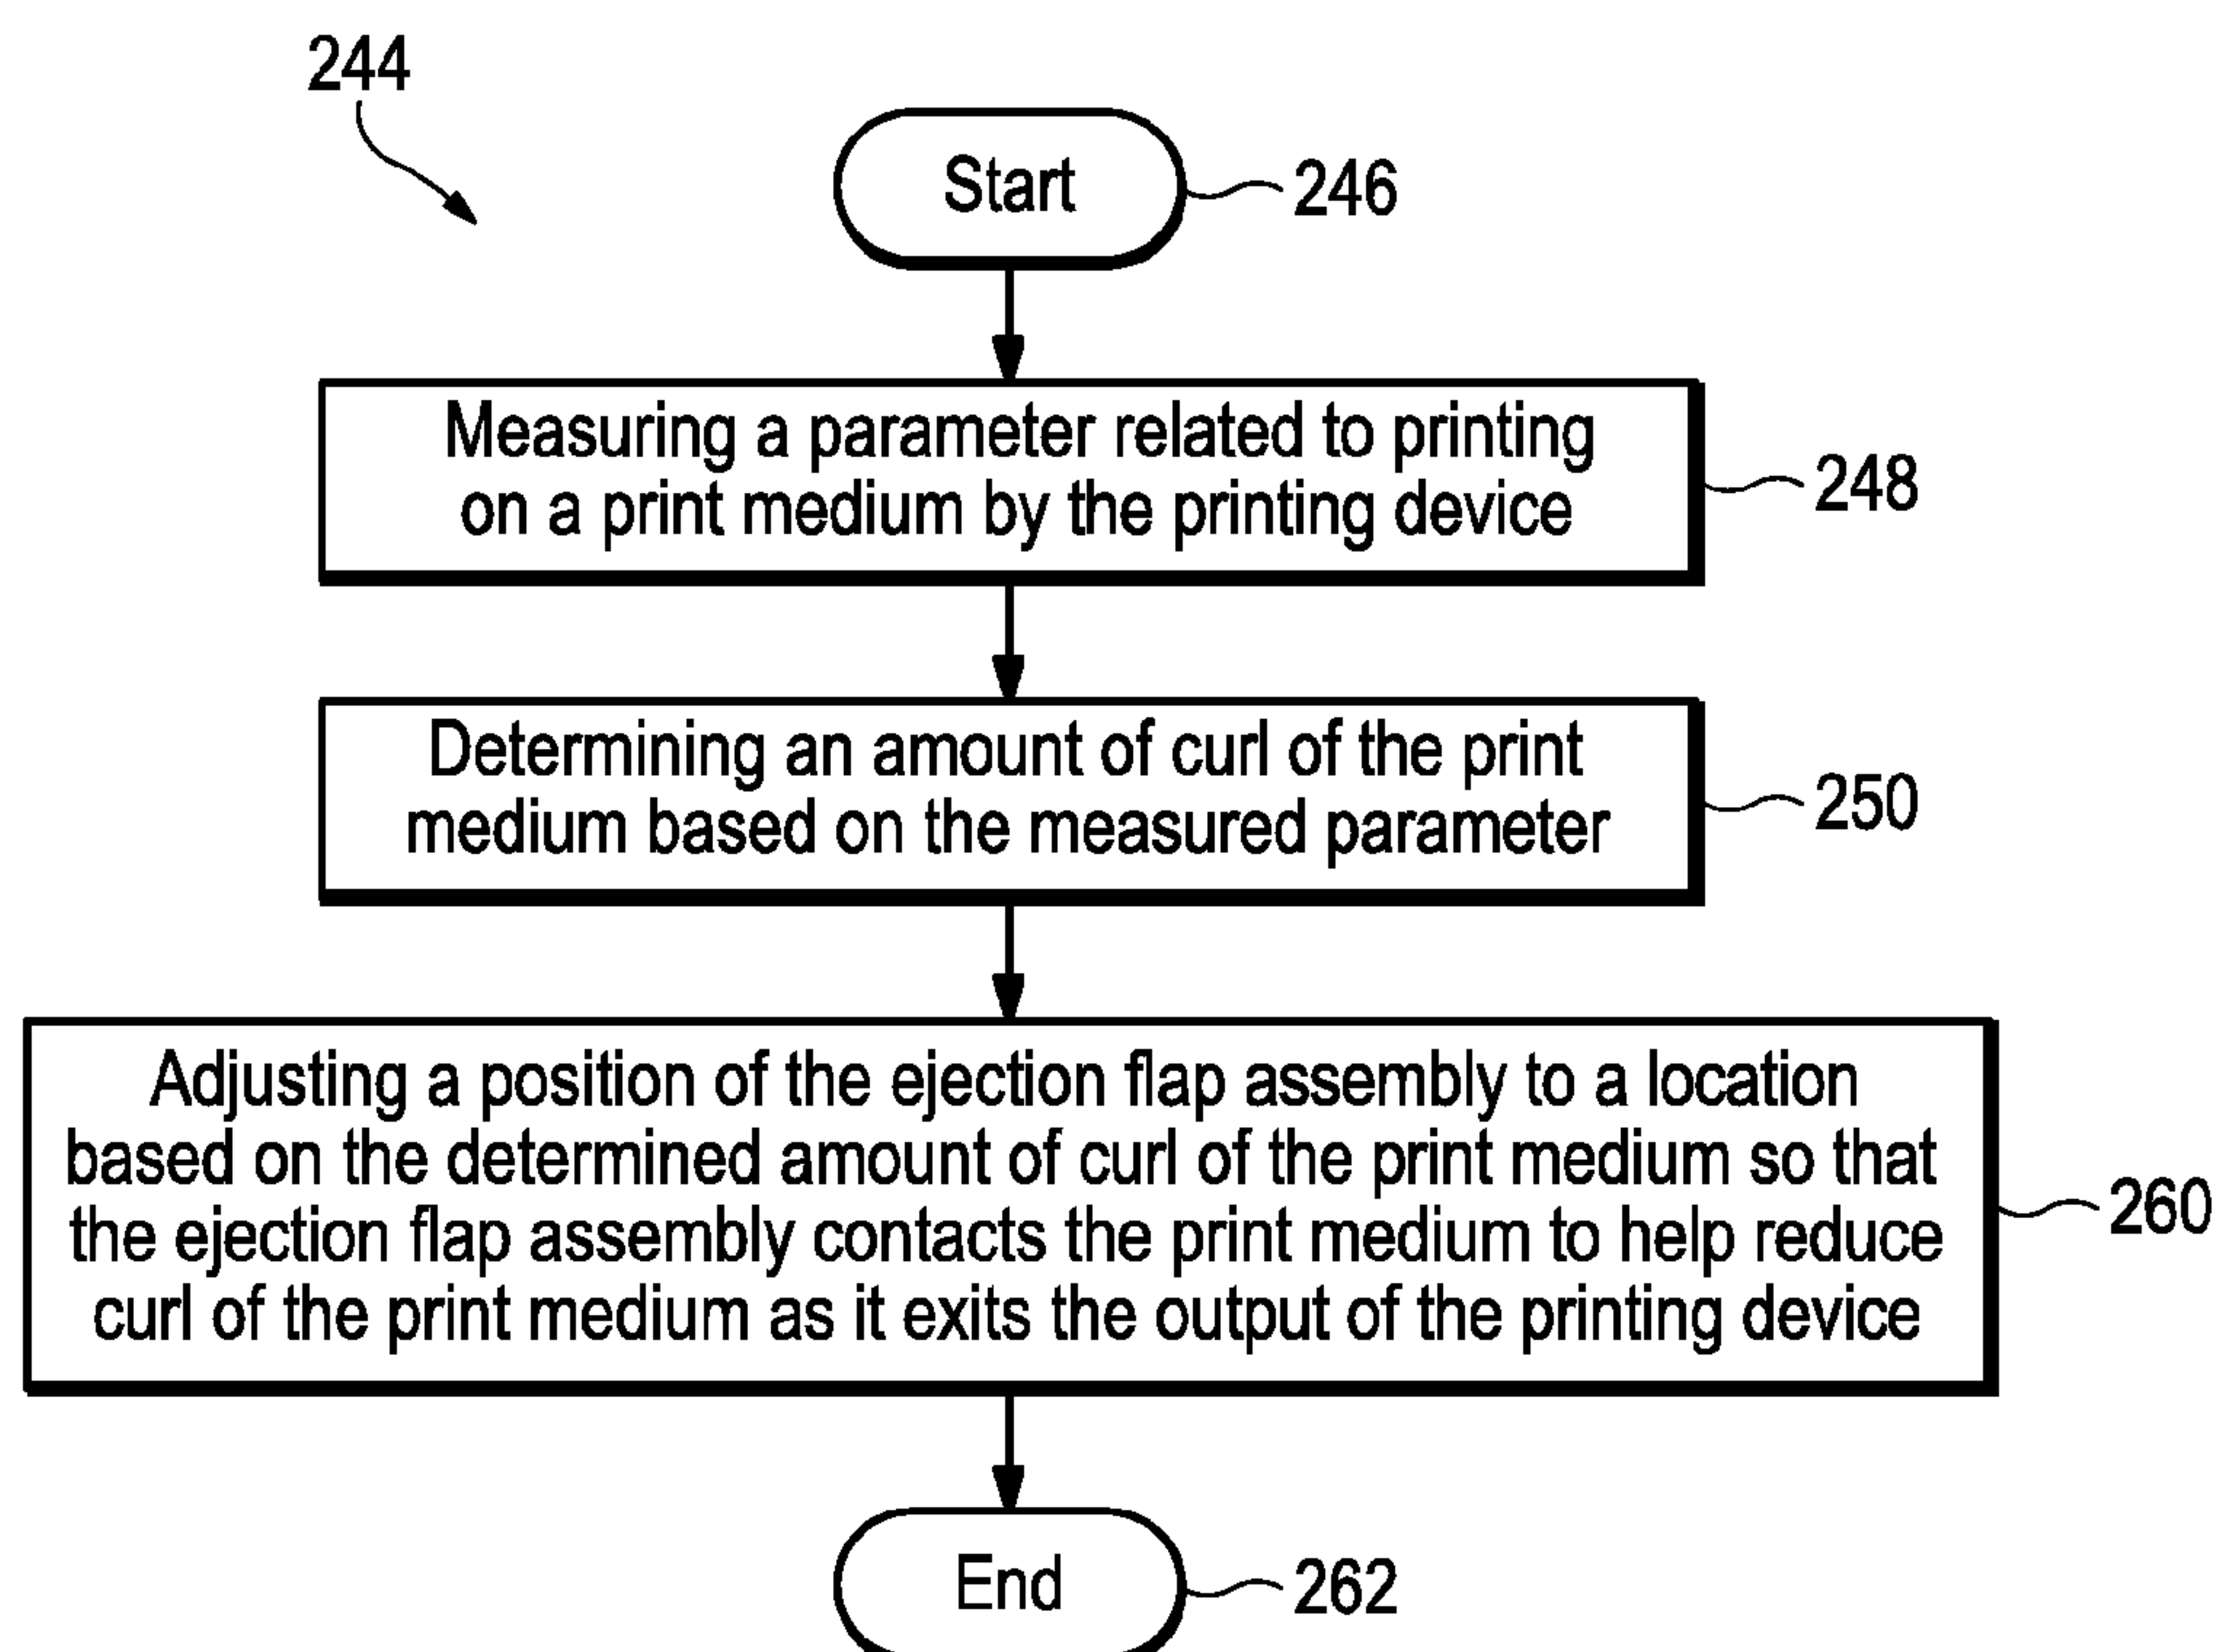 244
Start
246
Measuring a parameter related to printing
on a print medium by the printing device
248
Determining an amount of curl of the print
medium based on the measured parameter
250
Adjusting a position of the ejection flap assembly to a location
based on the determined amount of curl of the print medium so that
the ejection flap assembly contacts the print medium to help reduce
curl of the print medium as it exits the output of the printing device
260
End
262